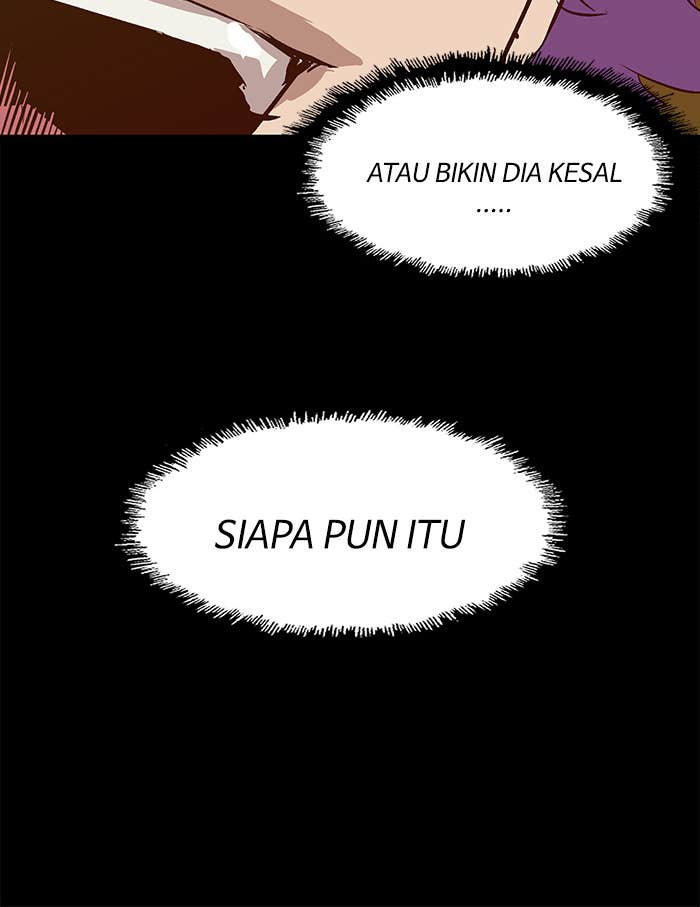 ATAU BIKIN DIA KESAL
.....
SIAPA PUN ITU